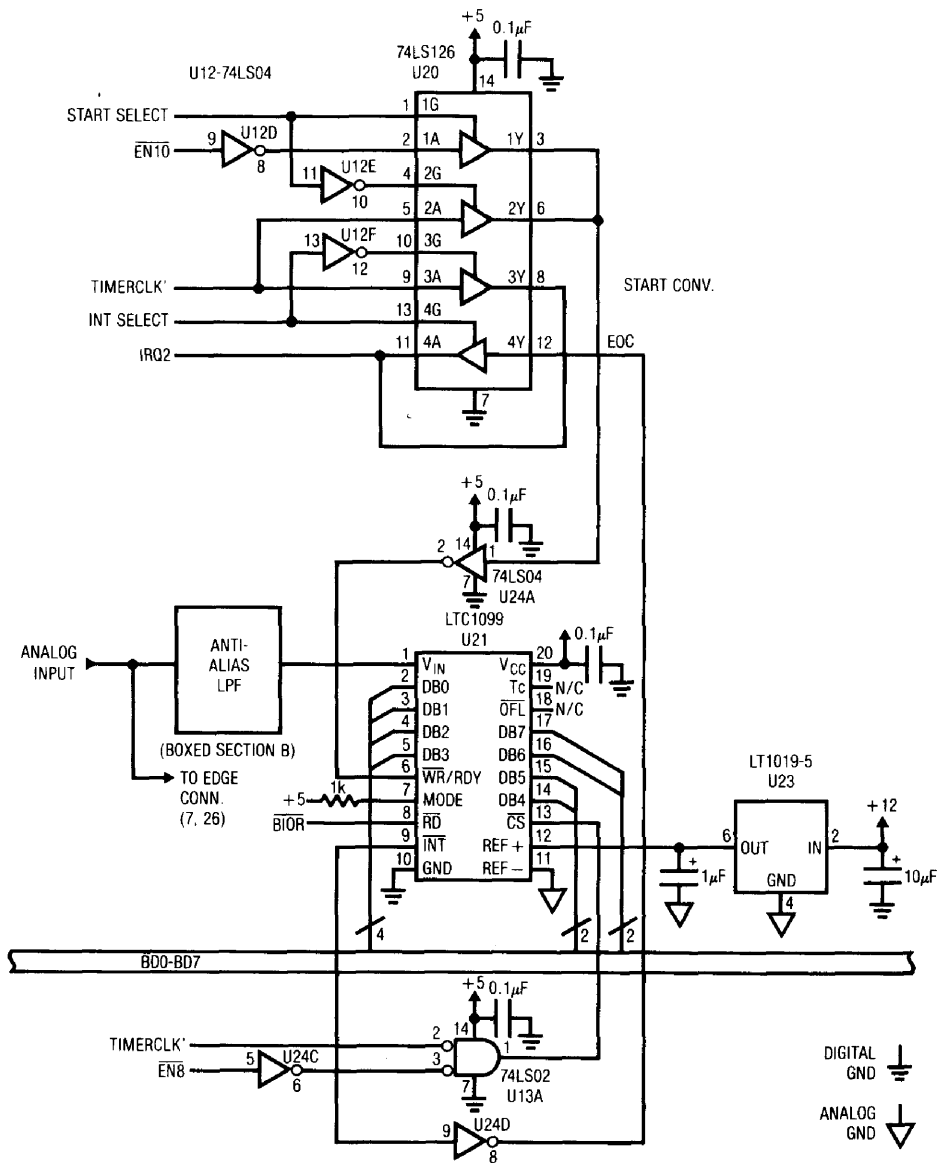 +5
0.1µF
74LS126
U20
U12-74LS04
14
START SELECT
1 1G
EN10
9 U12D 8
2 1A
1Y 3
11 U12E 10
4 2G
5 2A
2Y 6
13 U12F 12
10 3G
TIMERCLK'
9 3A
3Y 8
START CONV.
INT SELECT
13 4G
IRQ2
11 4A
4Y 12
EOC
7
+5
0.1µF
2 14 1
7
74LS04
U24A
LTC1099
U21
ANALOG
INPUT
ANTI-
ALIAS
LPF
(BOXED SECTION B)
TO EDGE
CONN.
(7, 26)
1 VIN
2 DB0
3 DB1
4 DB2
5 DB3
6 WR/RDY
+5 1k
7 MODE
BIOR
8 RD
9 INT
10 GND
VCC 20
0.1µF
TC 19 N/C
OFL 18 N/C
DB7 17
DB6 16
DB5 15
DB4 14
CS 13
REF+ 12
REF− 11
LT1019-5
U23
+12
6 OUT
IN 2
GND
4
+
1µF
+
10µF
4
2
2
BD0-BD7
+5
0.1µF
TIMERCLK'
2 14
EN8
5 U24C 6
3
1
7
74LS02
U13A
9 U24D 8
DIGITAL
GND
ANALOG
GND